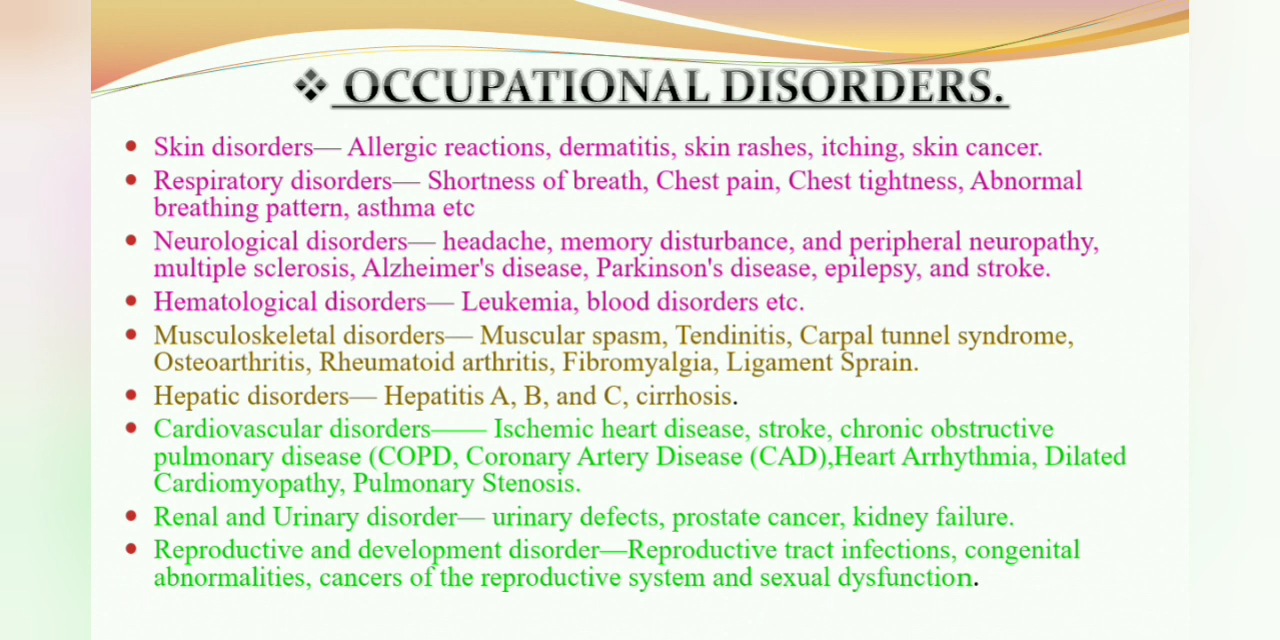 ❖ OCCUPATIONAL DISORDERS.
• Skin disorders— Allergic reactions, dermatitis, skin rashes, itching, skin cancer.
• Respiratory disorders— Shortness of breath, Chest pain, Chest tightness, Abnormal
breathing pattern, asthma etc
• Neurological disorders— headache, memory disturbance, and peripheral neuropathy,
multiple sclerosis, Alzheimer's disease, Parkinson's disease, epilepsy, and stroke.
• Hematological disorders— Leukemia, blood disorders etc.
• Musculoskeletal disorders— Muscular spasm, Tendinitis, Carpal tunnel syndrome,
Osteoarthritis, Rheumatoid arthritis, Fibromyalgia, Ligament Sprain.
• Hepatic disorders— Hepatitis A, B, and C, cirrhosis.
• Cardiovascular disorders—— Ischemic heart disease, stroke, chronic obstructive
pulmonary disease (COPD, Coronary Artery Disease (CAD),Heart Arrhythmia, Dilated
Cardiomyopathy, Pulmonary Stenosis.
• Renal and Urinary disorder— urinary defects, prostate cancer, kidney failure.
• Reproductive and development disorder—Reproductive tract infections, congenital
abnormalities, cancers of the reproductive system and sexual dysfunction.